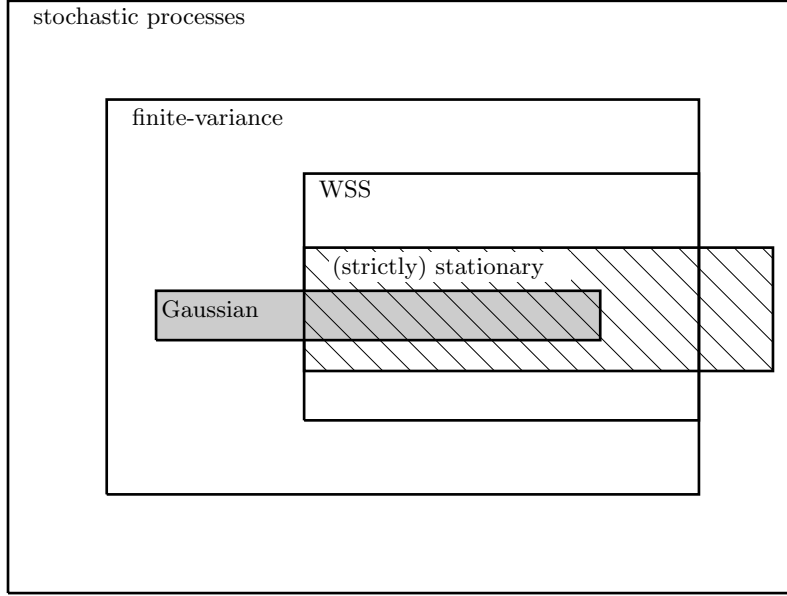 stochastic processes
finite-variance
WSS
(strictly) stationary
Gaussian